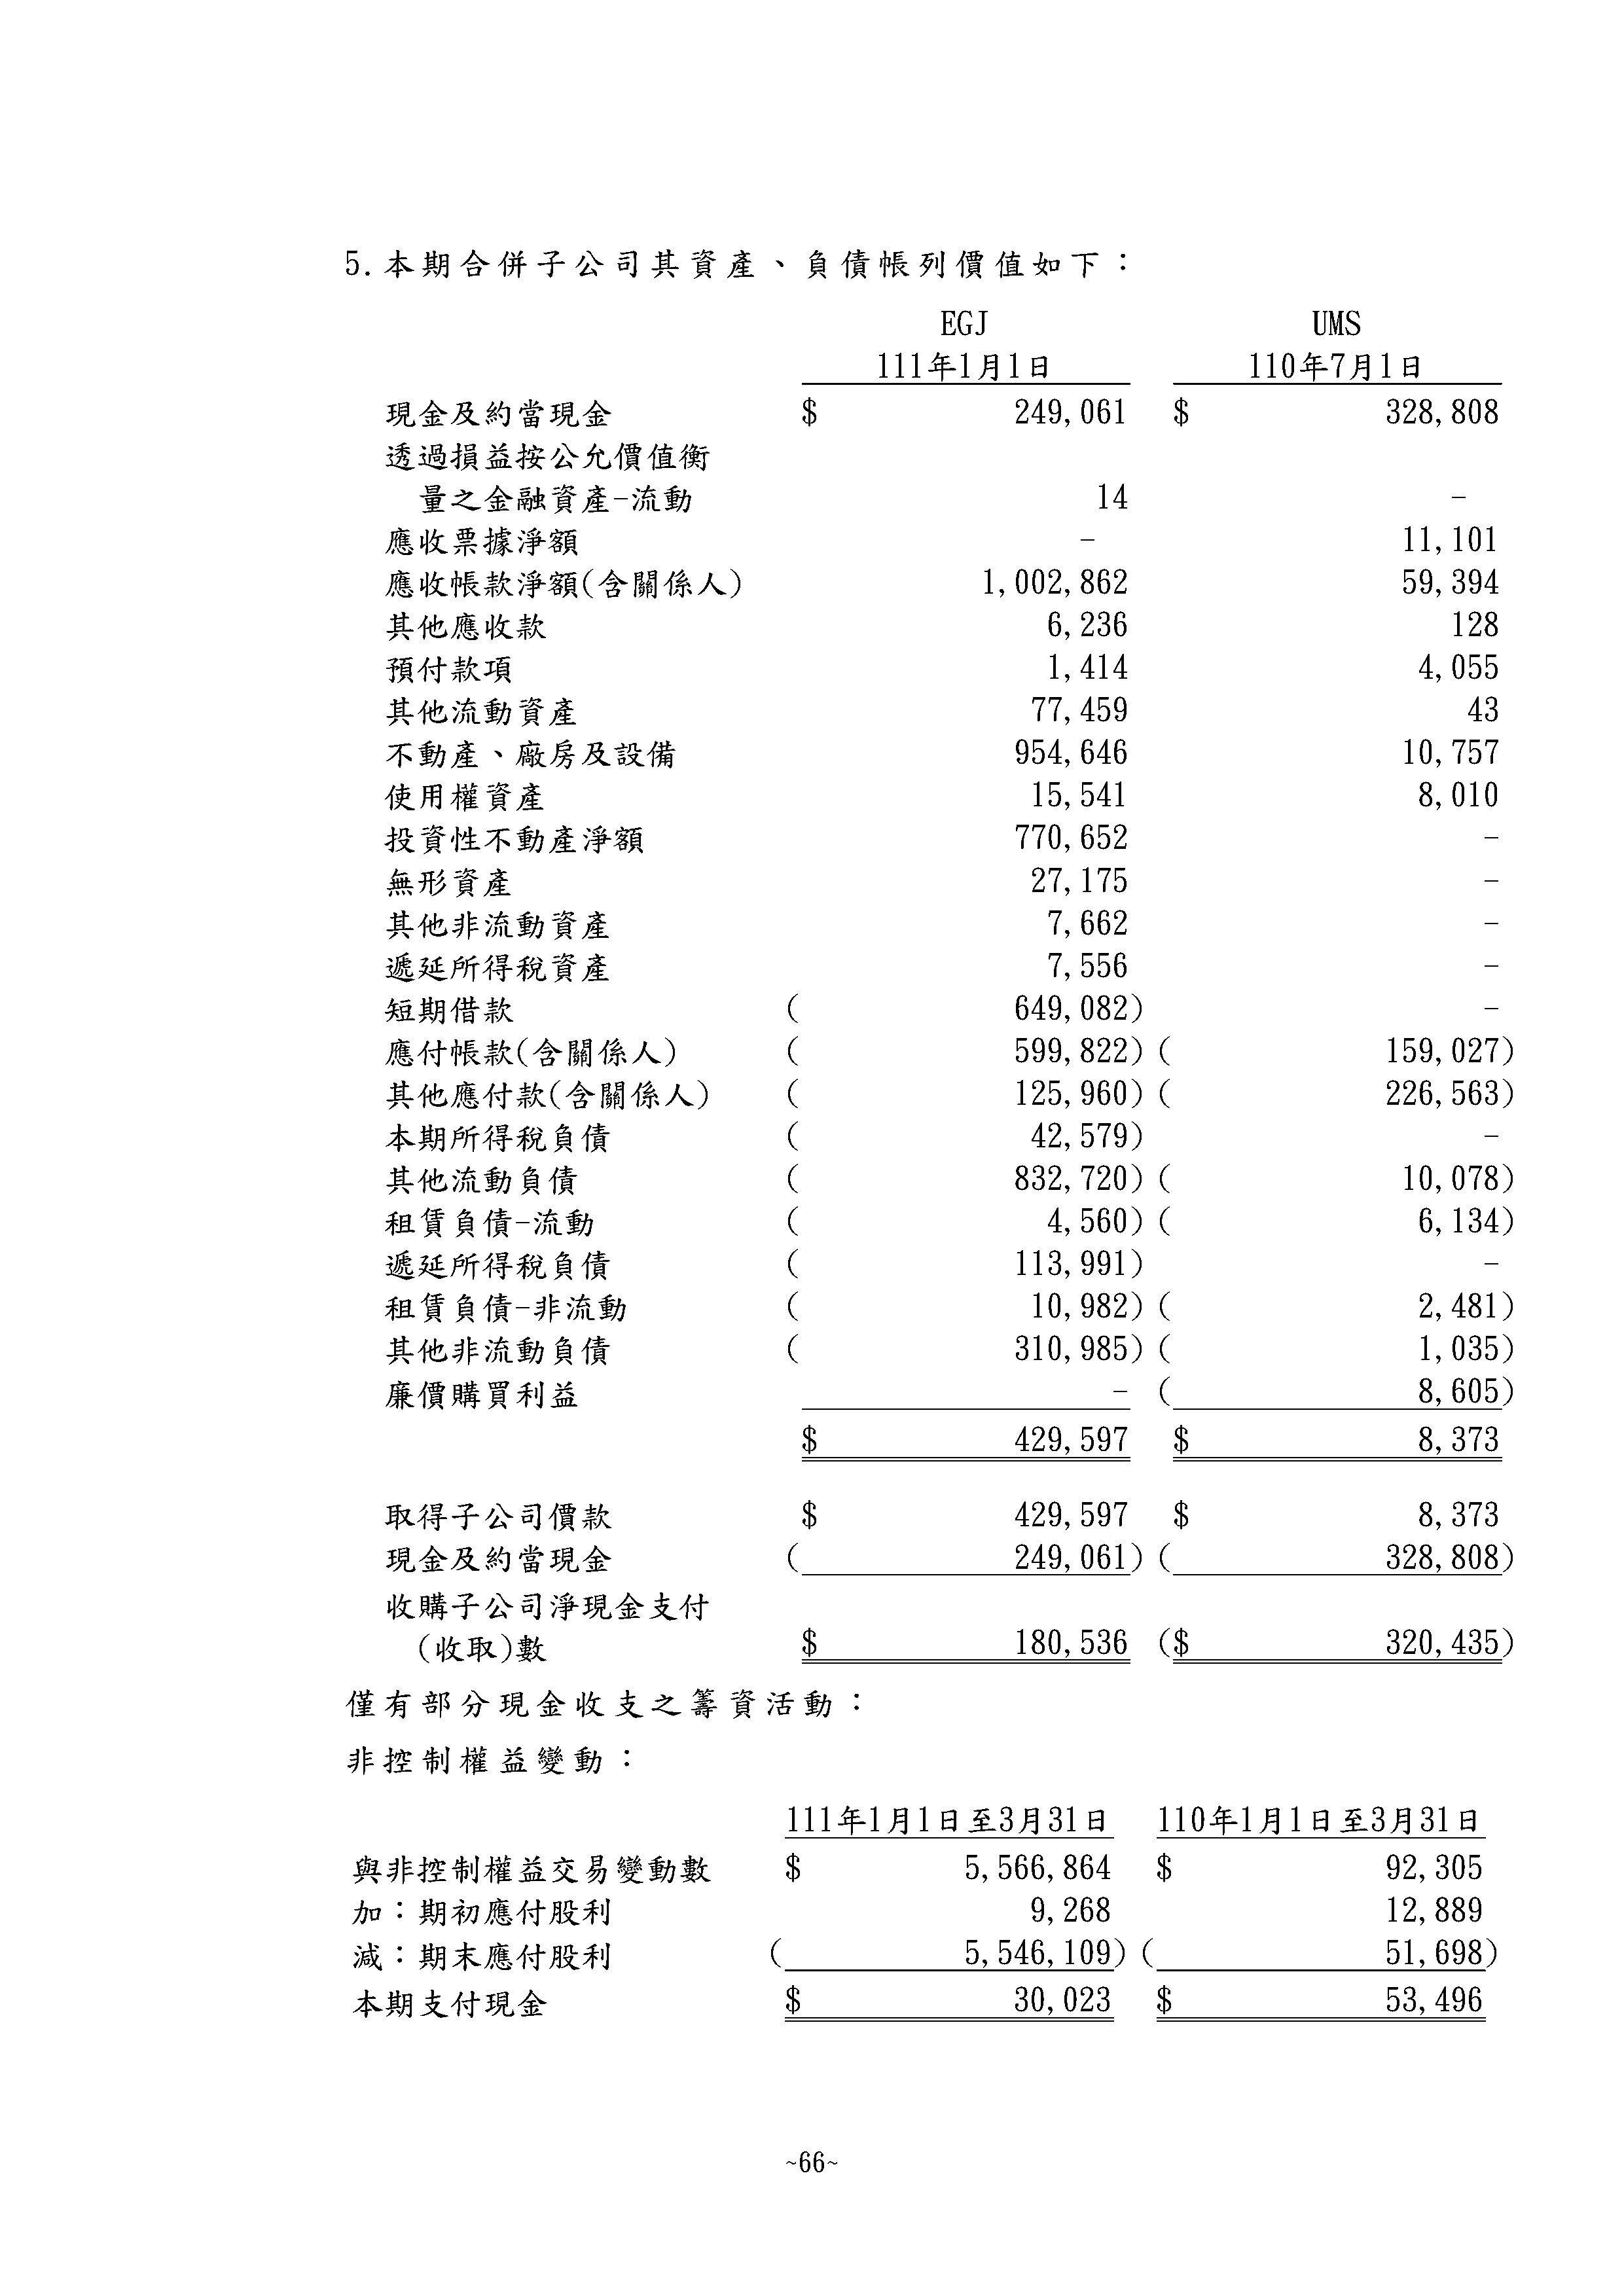 5.本期合併子公司其資產、負債帳列價值如下：
EGJ UMS
111年1月1日 110年7月1日
現金及約當現金 $ 249,061 $ 328,808
透過損益按公允價值衡
量之金融資產-流動 14 -
應收票據淨額 - 11,101
應收帳款淨額(含關係人) 1,002,862 59,394
其他應收款 6,236 128
預付款項 1,414 4,055
其他流動資產 77,459 43
不動產、廠房及設備 954,646 10,757
使用權資產 15,541 8,010
投資性不動產淨額 770,652 -
無形資產 27,175 -
其他非流動資產 7,662 -
遞延所得稅資產 7,556 -
短期借款 ( 649,082) -
應付帳款(含關係人) ( 599,822) ( 159,027)
其他應付款(含關係人) ( 125,960) ( 226,563)
本期所得稅負債 ( 42,579) -
其他流動負債 ( 832,720) ( 10,078)
租賃負債-流動 ( 4,560) ( 6,134)
遞延所得稅負債 ( 113,991) -
租賃負債-非流動 ( 10,982) ( 2,481)
其他非流動負債 ( 310,985) ( 1,035)
廉價購買利益 - ( 8,605)
$ 429,597 $ 8,373
取得子公司價款 $ 429,597 $ 8,373
現金及約當現金 ( 249,061) ( 328,808)
收購子公司淨現金支付
(收取)數 $ 180,536 ($ 320,435)
僅有部分現金收支之籌資活動：
非控制權益變動：
111年1月1日至3月31日 110年1月1日至3月31日
與非控制權益交易變動數 $ 5,566,864 $ 92,305
加：期初應付股利 9,268 12,889
減：期末應付股利 ( 5,546,109) ( 51,698)
本期支付現金 $ 30,023 $ 53,496
~66~